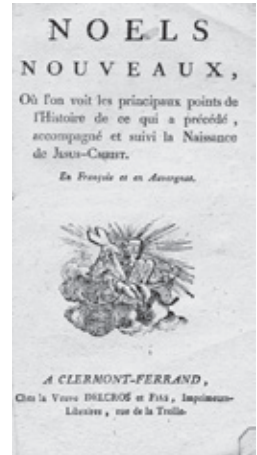 NOELS
NOUVEAUX,
Où l'on voit les principaux points de
l'Histoire de ce qui a précédé,
accompagné et suivi la Naissance
de JESUS-CHRIST.
En François et en Auvergnat.
A CLERMONT-FERRAND,
Chez la Veuve DELCROS et FILS, Imprimeurs-
Libraires, rue de la Treille.